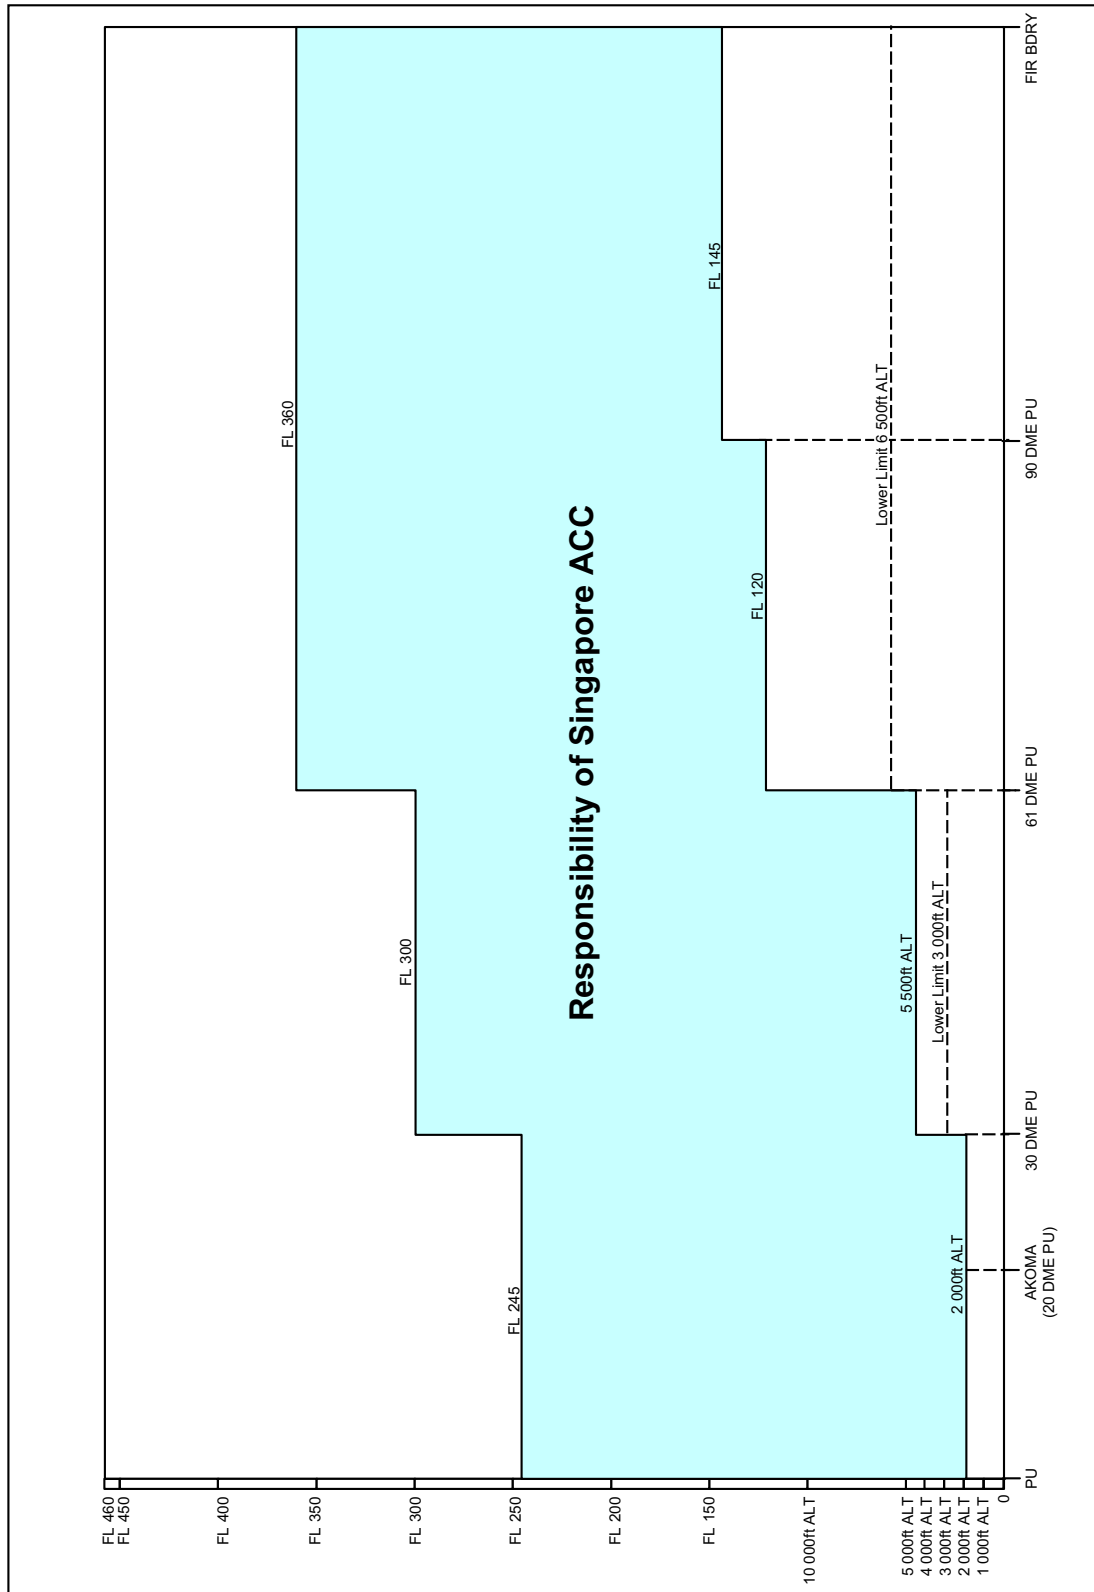 FL 460
FL 450
FL 400
FL 350
FL 300
FL 250
FL 200
FL 150
10 000ft ALT
5 000ft ALT
4 000ft ALT
3 000ft ALT
2 000ft ALT
1 000ft ALT
0
FL 245
FL 300
FL 360
Responsibility of Singapore ACC
FL 120
FL 145
2 000ft ALT
5 500ft ALT
Lower Limit 3 000ft ALT
Lower Limit 6 500ft ALT
PU
AKOMA
(20 DME PU)
30 DME PU
61 DME PU
90 DME PU
FIR BDRY